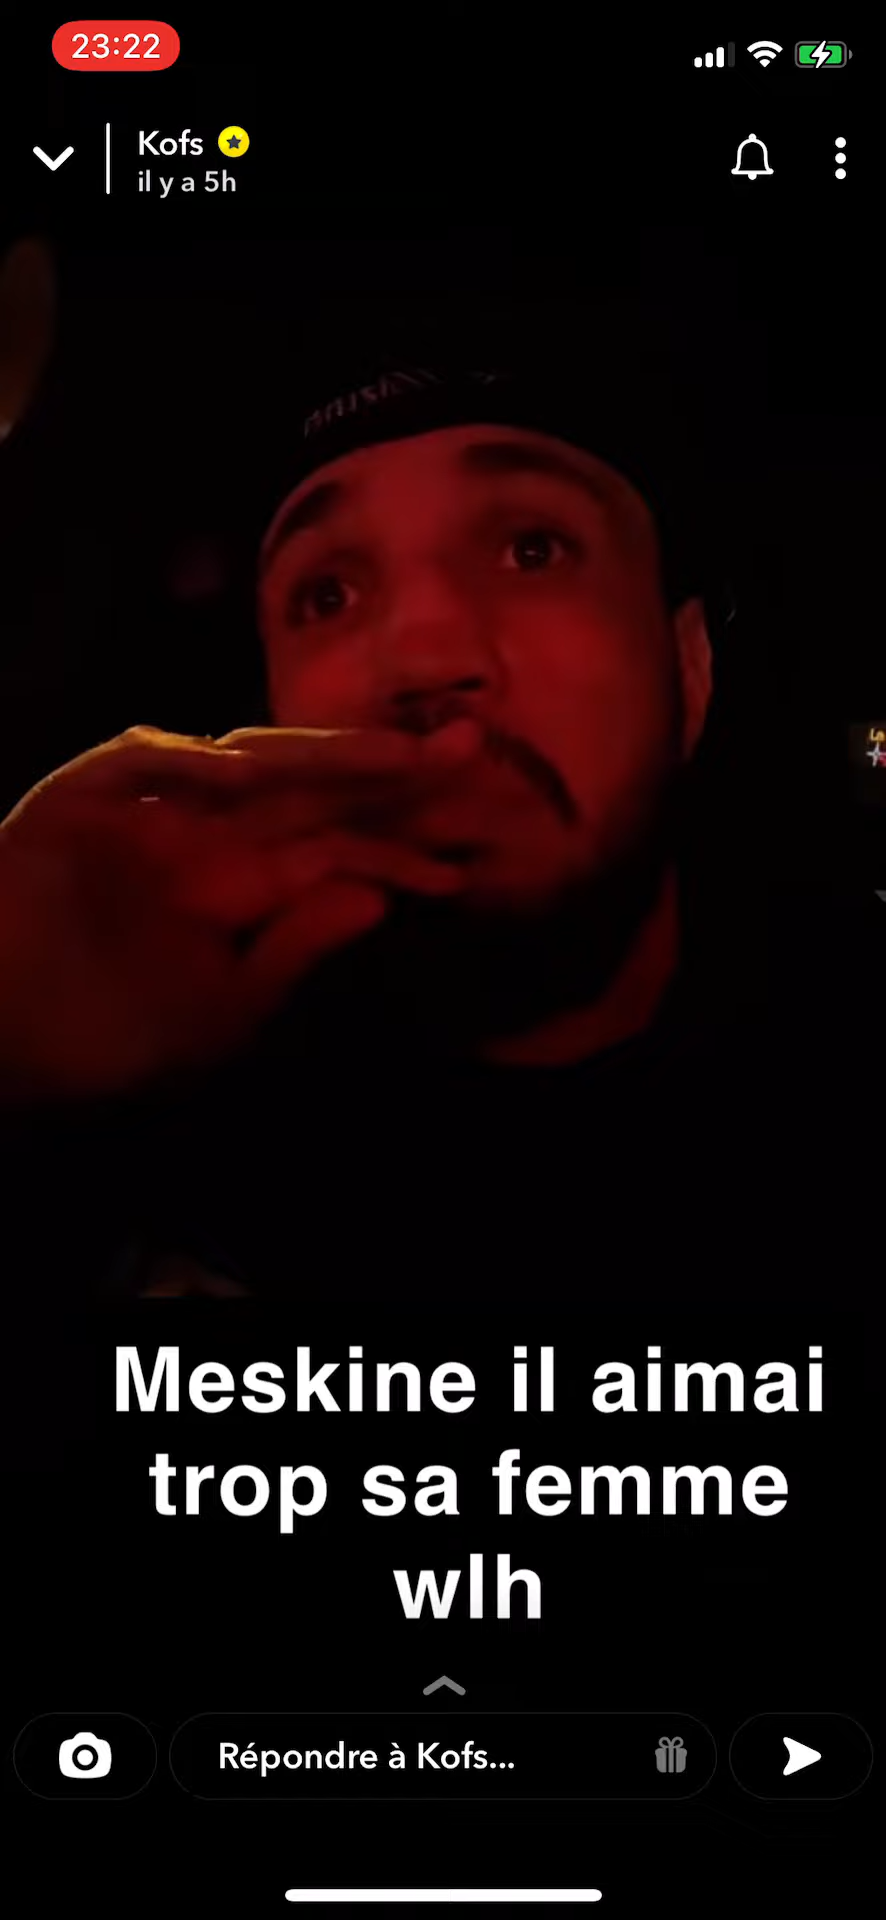 23:22
Kofs
il y a 5h
Meskine il aimai
trop sa femme
wlh
Répondre à Kofs...